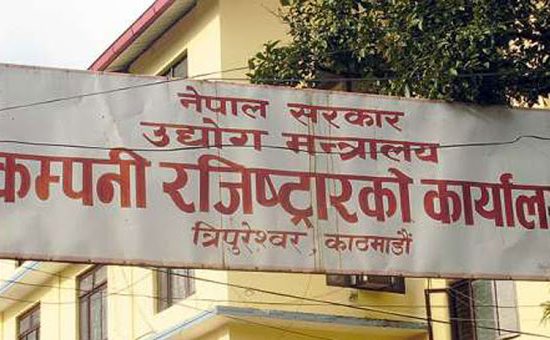 नेपाल सरकार
उद्योग मन्त्रालय
कम्पनी रजिष्ट्रारको कार्याल
त्रिपुरेश्वर, काठमाडौं